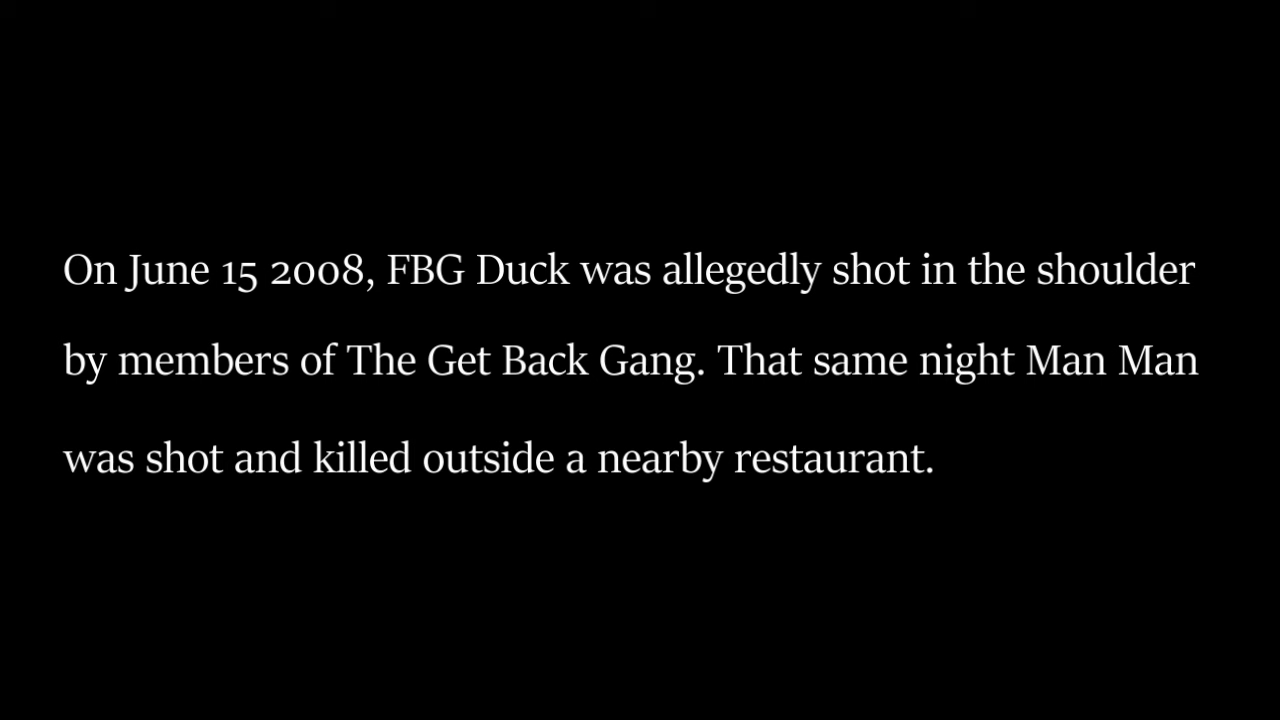 On June 15 2008, FBG Duck was allegedly shot in the shoulder
by members of The Get Back Gang. That same night Man Man
was shot and killed outside a nearby restaurant.